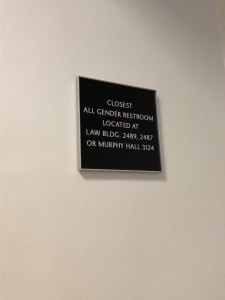 CLOSEST
ALL GENDER RESTROOM
LOCATED AT
LAW BLDG. 2489, 2487
OR MURPHY HALL 3124